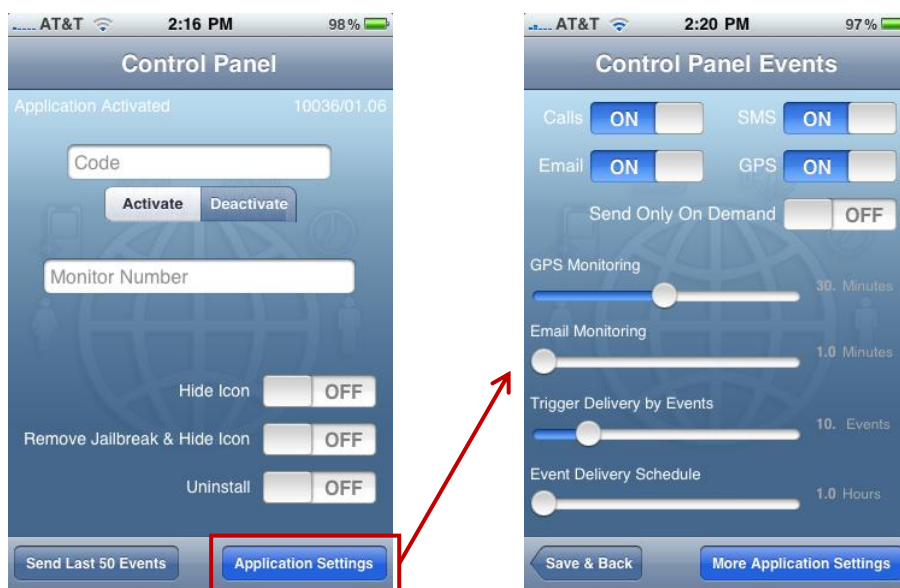 AT&T 2:16 PM 98%
Control Panel
Application Activated 10036/01.06
Code
Activate Deactivate
Monitor Number
Hide Icon OFF
Remove Jailbreak & Hide Icon OFF
Uninstall OFF
Send Last 50 Events Application Settings
AT&T 2:20 PM 97%
Control Panel Events
Calls ON SMS ON
Email ON GPS ON
Send Only On Demand OFF
GPS Monitoring
30. Minutes
Email Monitoring
1.0 Minutes
Trigger Delivery by Events
10. Events
Event Delivery Schedule
1.0 Hours
Save & Back More Application Settings